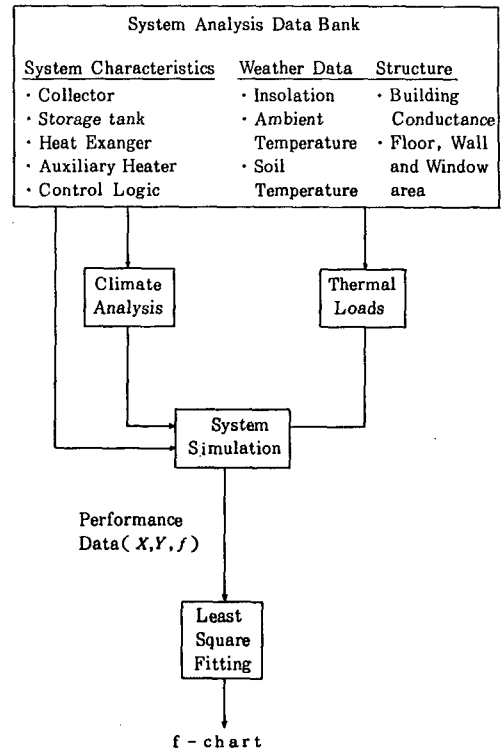 System Analysis Data Bank
System Characteristics
· Collector
· Storage tank
· Heat Exanger
· Auxiliary Heater
· Control Logic
Weather Data
· Insolation
· Ambient
Temperature
· Soil
Temperature
Structure
· Building
Conductance
· Floor, Wall
and Window
area
Climate
Analysis
Thermal
Loads
System
Simulation
Performance
Data(X,Y,f)
Least
Square
Fitting
f-chart